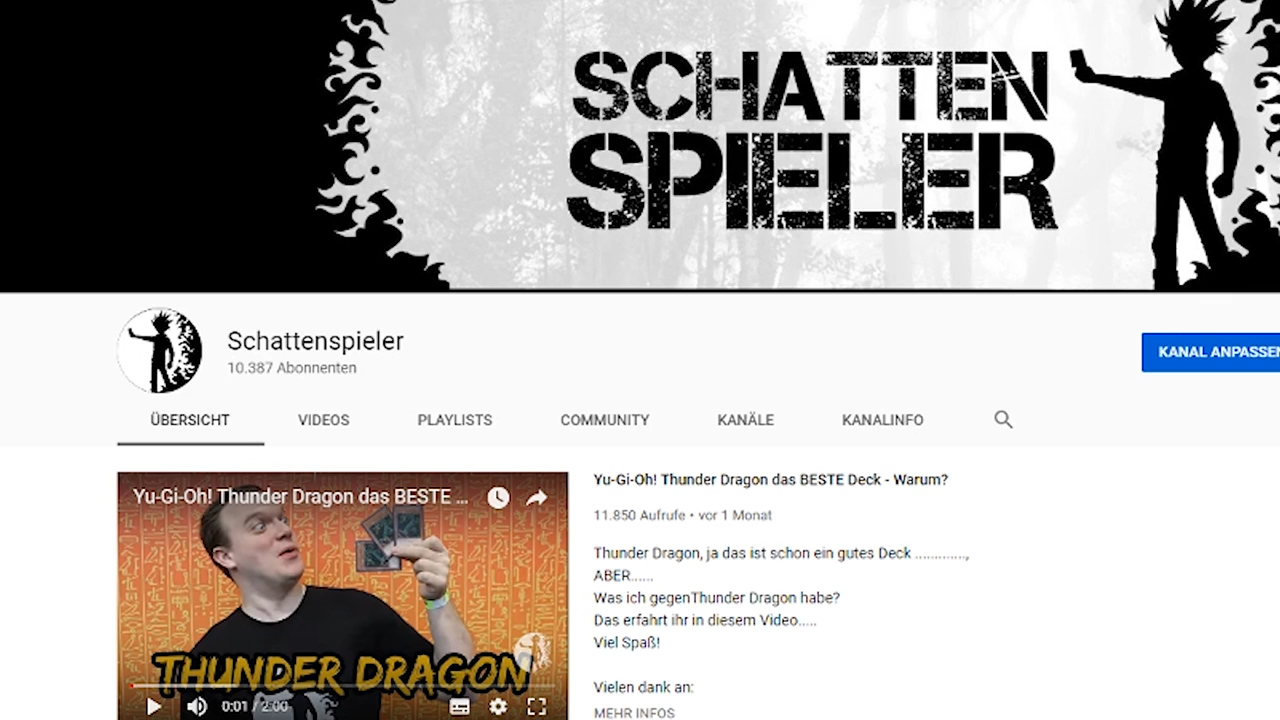 SCHATTEN
SPIELER
Schattenspieler
10.387 Abonnenten
KANAL ANPASSEN
ÜBERSICHT
VIDEOS
PLAYLISTS
COMMUNITY
KANÄLE
KANALINFO
Yu-Gi-Oh! Thunder Dragon das BESTE ...
THUNDER DRAGON
0:01 / 2:00
Yu-Gi-Oh! Thunder Dragon das BESTE Deck - Warum?
11.850 Aufrufe • vor 1 Monat
Thunder Dragon, ja das ist schon ein gutes Deck .............,
ABER......
Was ich gegenThunder Dragon habe?
Das erfahrt ihr in diesem Video.....
Viel Spaß!
Vielen dank an:
MEHR INFOS